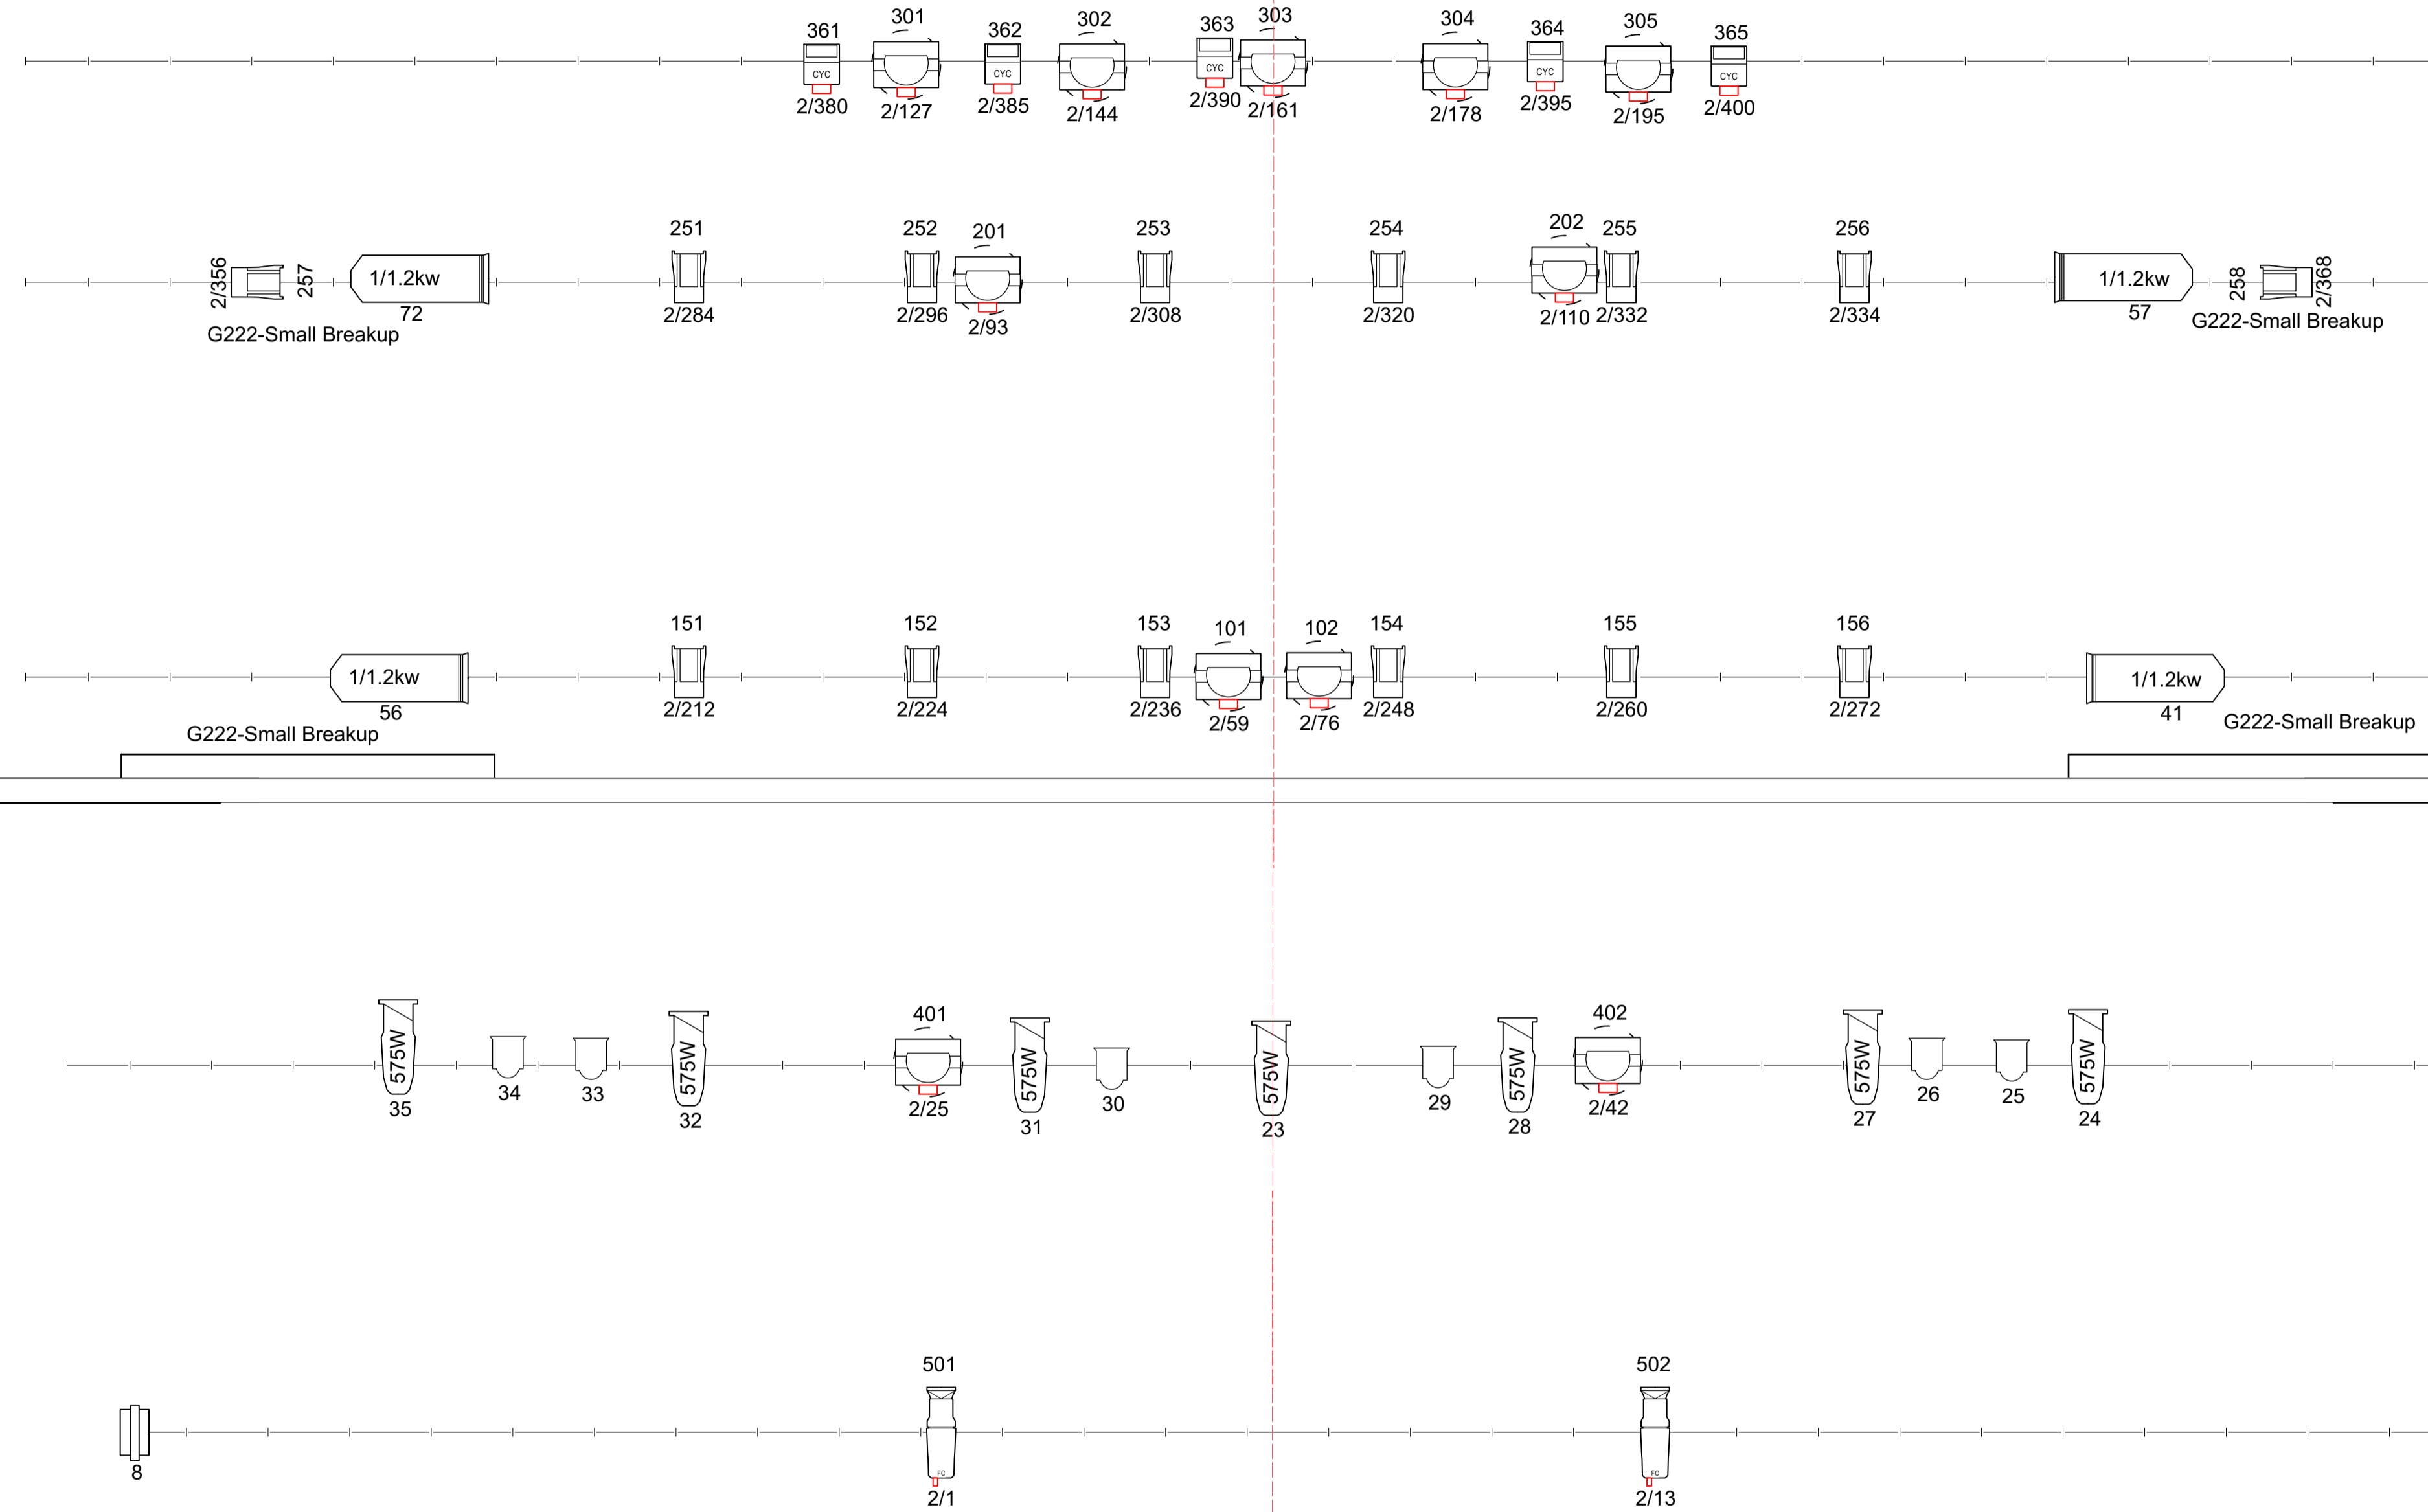 361 301 362 302 363 303 304 364 305 365
CYC CYC CYC CYC CYC
2/380 2/127 2/385 2/144 2/390 2/161 2/178 2/395 2/195 2/400
251 252 201 253 254 202 255 256
2/356 257 1/1.2kw 1/1.2kw 258 2/368
72 2/284 2/296 2/93 2/308 2/320 2/110 2/332 2/334 57
G222-Small Breakup G222-Small Breakup
151 152 153 101 102 154 155 156
1/1.2kw 1/1.2kw
56 2/212 2/224 2/236 2/59 2/76 2/248 2/260 2/272 41
G222-Small Breakup G222-Small Breakup
401 402
575W 575W 575W 575W 575W 575W 575W
35 34 33 32 2/25 31 30 23 29 28 2/42 27 26 25 24
501 502
FC FC
8 2/1 2/13